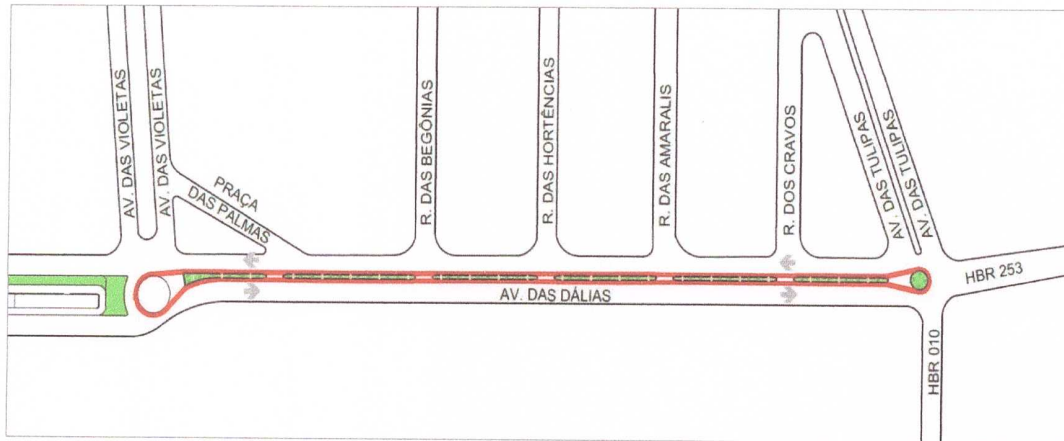 AV. DAS VIOLETAS
AV. DAS VIOLETAS
PRAÇA
DAS PALMAS
R. DAS BEGÔNIAS
R. DAS HORTÊNCIAS
R. DAS AMARALIS
R. DOS CRAVOS
AV. DAS TULIPAS
AV. DAS TULIPAS
HBR 253
AV. DAS DÁLIAS
HBR 010